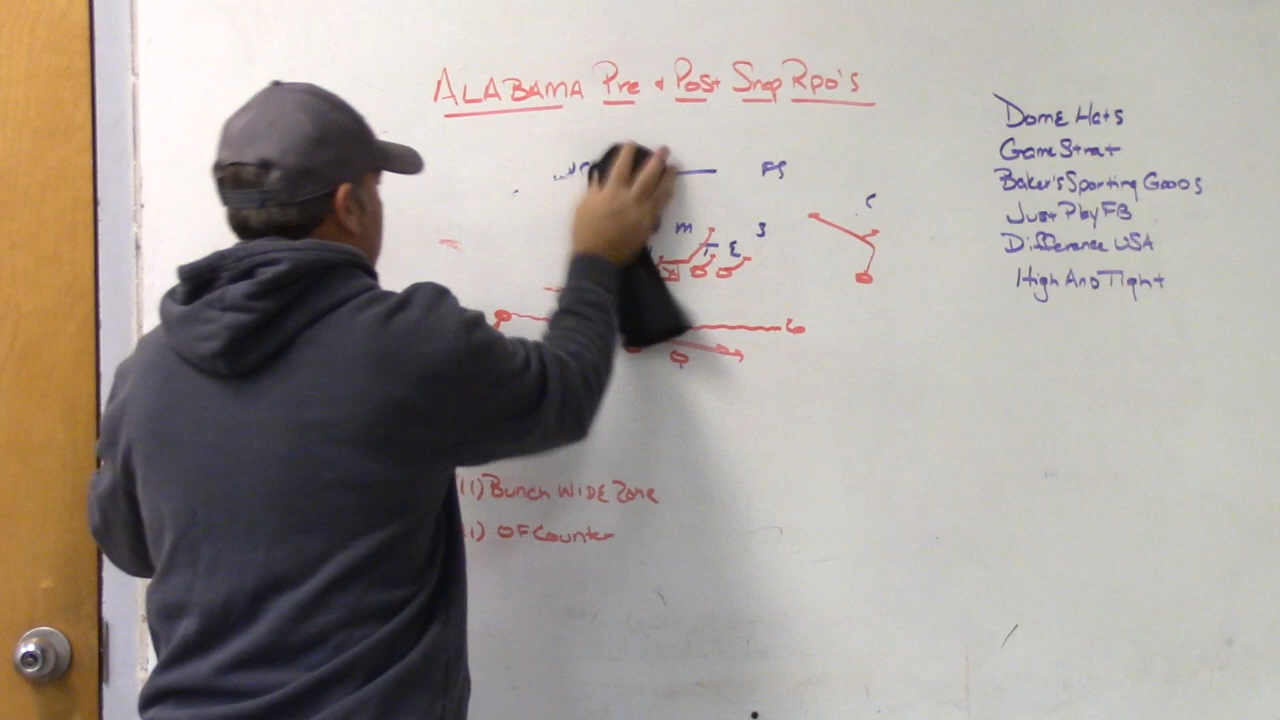 ALABAMA Pre + Post Snap RPO's
FS
C
M
S
E
(11) Bunch WIDE Zone
OF Counter
Dome Hats
Game Strat
Baker's Sporting Goods
Just Play FB
Difference USA
High And Tight